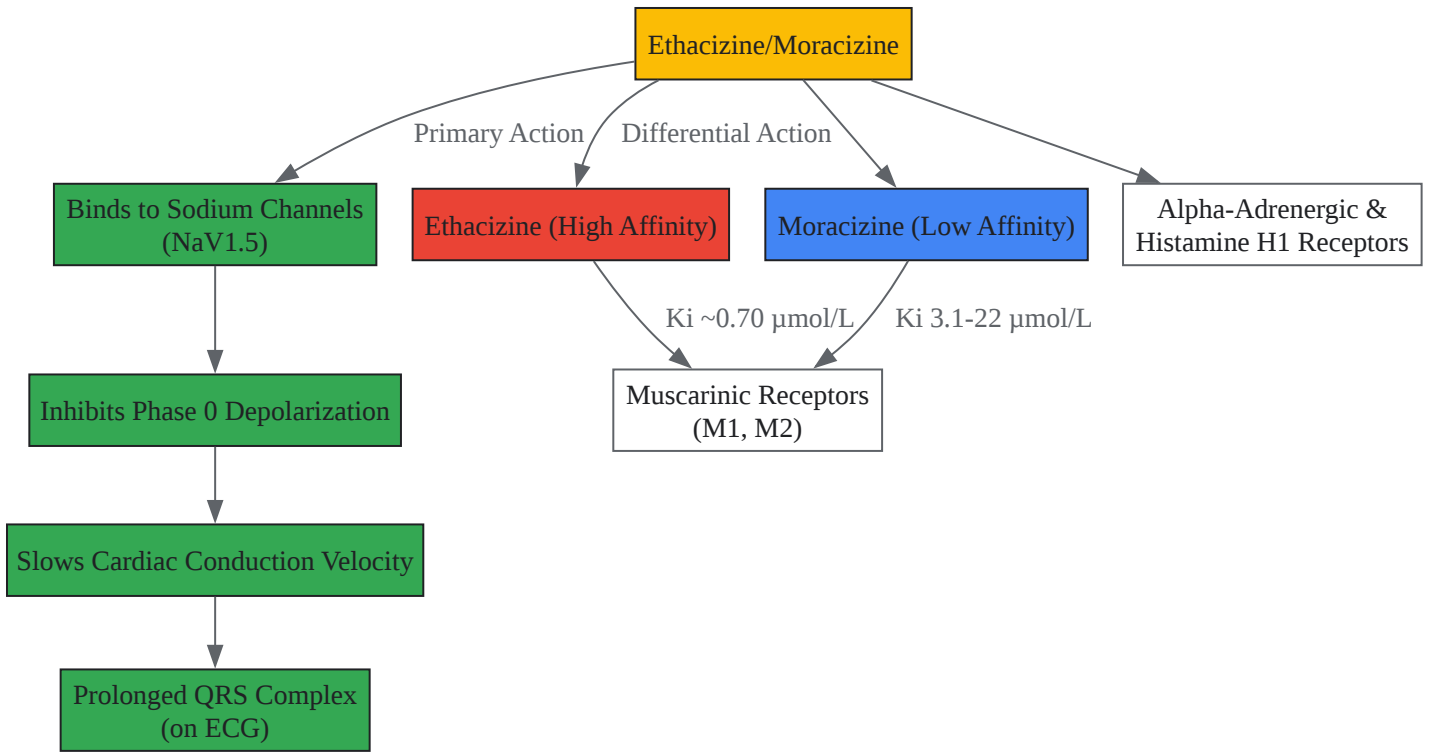 Ethacizine/Moracizine
Primary Action
Differential Action
Binds to Sodium Channels
(NaV1.5)
Ethacizine (High Affinity)
Moracizine (Low Affinity)
Alpha-Adrenergic &
Histamine H1 Receptors
Ki ~0.70 µmol/L
Ki 3.1-22 µmol/L
Inhibits Phase 0 Depolarization
Muscarinic Receptors
(M1, M2)
Slows Cardiac Conduction Velocity
Prolonged QRS Complex
(on ECG)